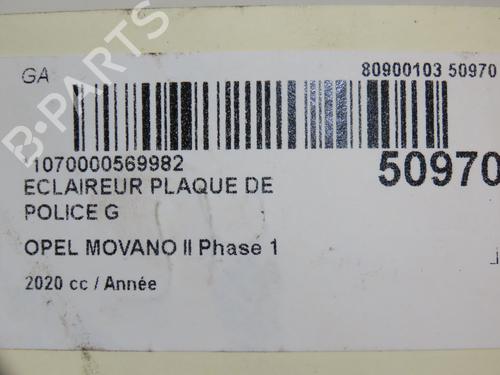 GA
80900103 50970
1070000569982
50970
ECLAIREUR PLAQUE DE
POLICE G
OPEL MOVANO II Phase 1
2020 cc / Année
B-PARTS